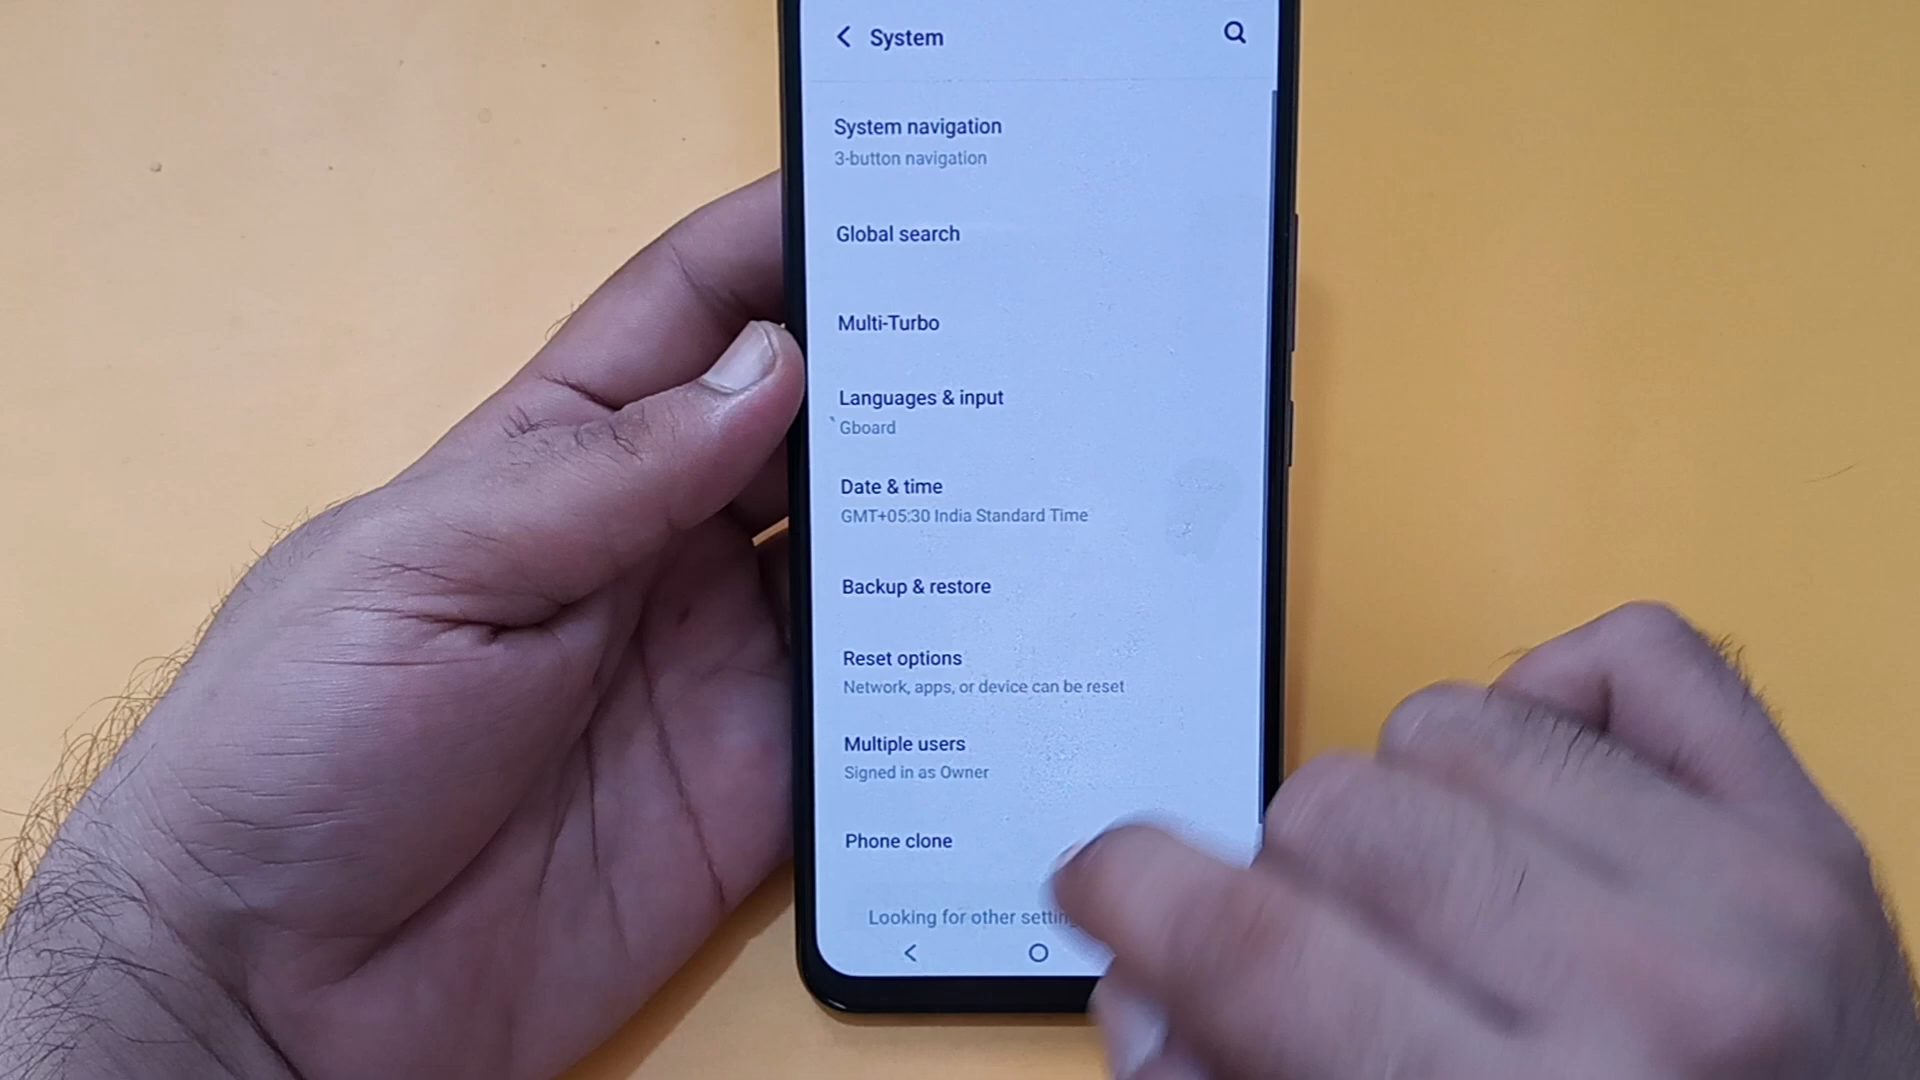 System
System navigation
3-button navigation
Global search
Multi-Turbo
Languages & input
Gboard
Date & time
GMT+05:30 India Standard Time
Backup & restore
Reset options
Network, apps, or device can be reset
Multiple users
Signed in as Owner
Phone clone
Looking for other setting